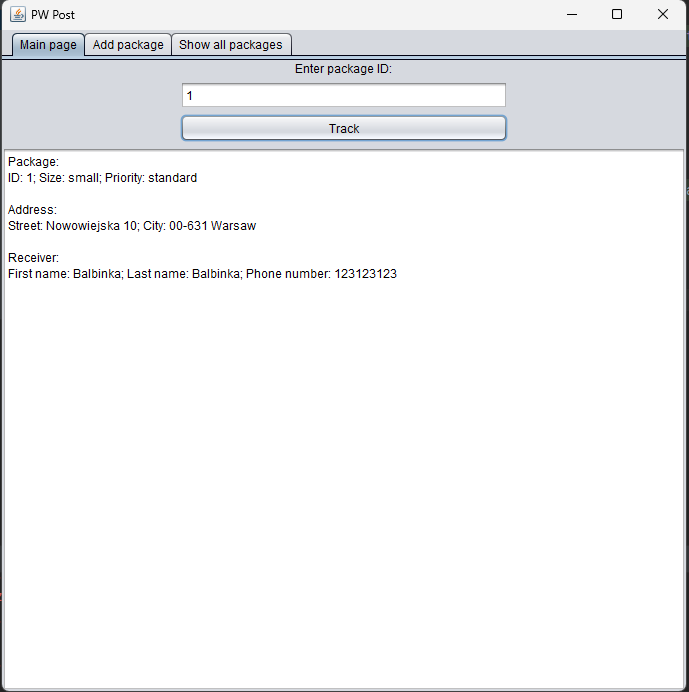 PW Post
Main page Add package Show all packages
Enter package ID:
1
Track
Package:
ID: 1; Size: small; Priority: standard
Address:
Street: Nowowiejska 10; City: 00-631 Warsaw
Receiver:
First name: Balbinka; Last name: Balbinka; Phone number: 123123123